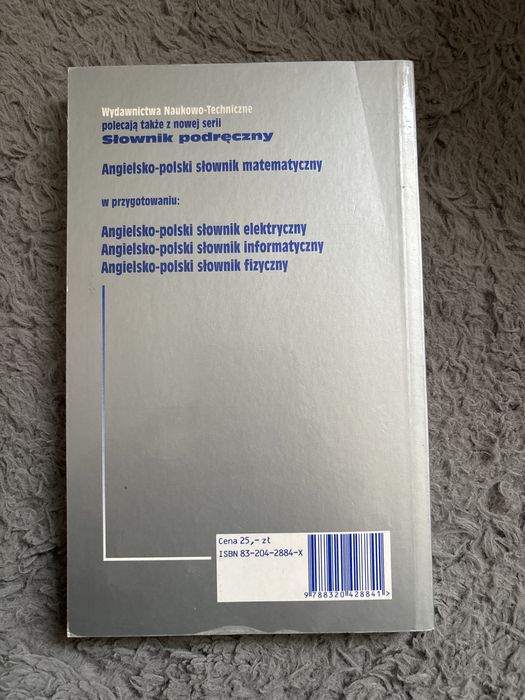 Wydawnictwa Naukowo-Techniczne
polecają także z nowej serii
Słownik podręczny
Angielsko-polski słownik matematyczny
w przygotowaniu:
Angielsko-polski słownik elektryczny
Angielsko-polski słownik informatyczny
Angielsko-polski słownik fizyczny
Cena 25,- zł
ISBN 83-204-2884-X
9 788320 428841 >